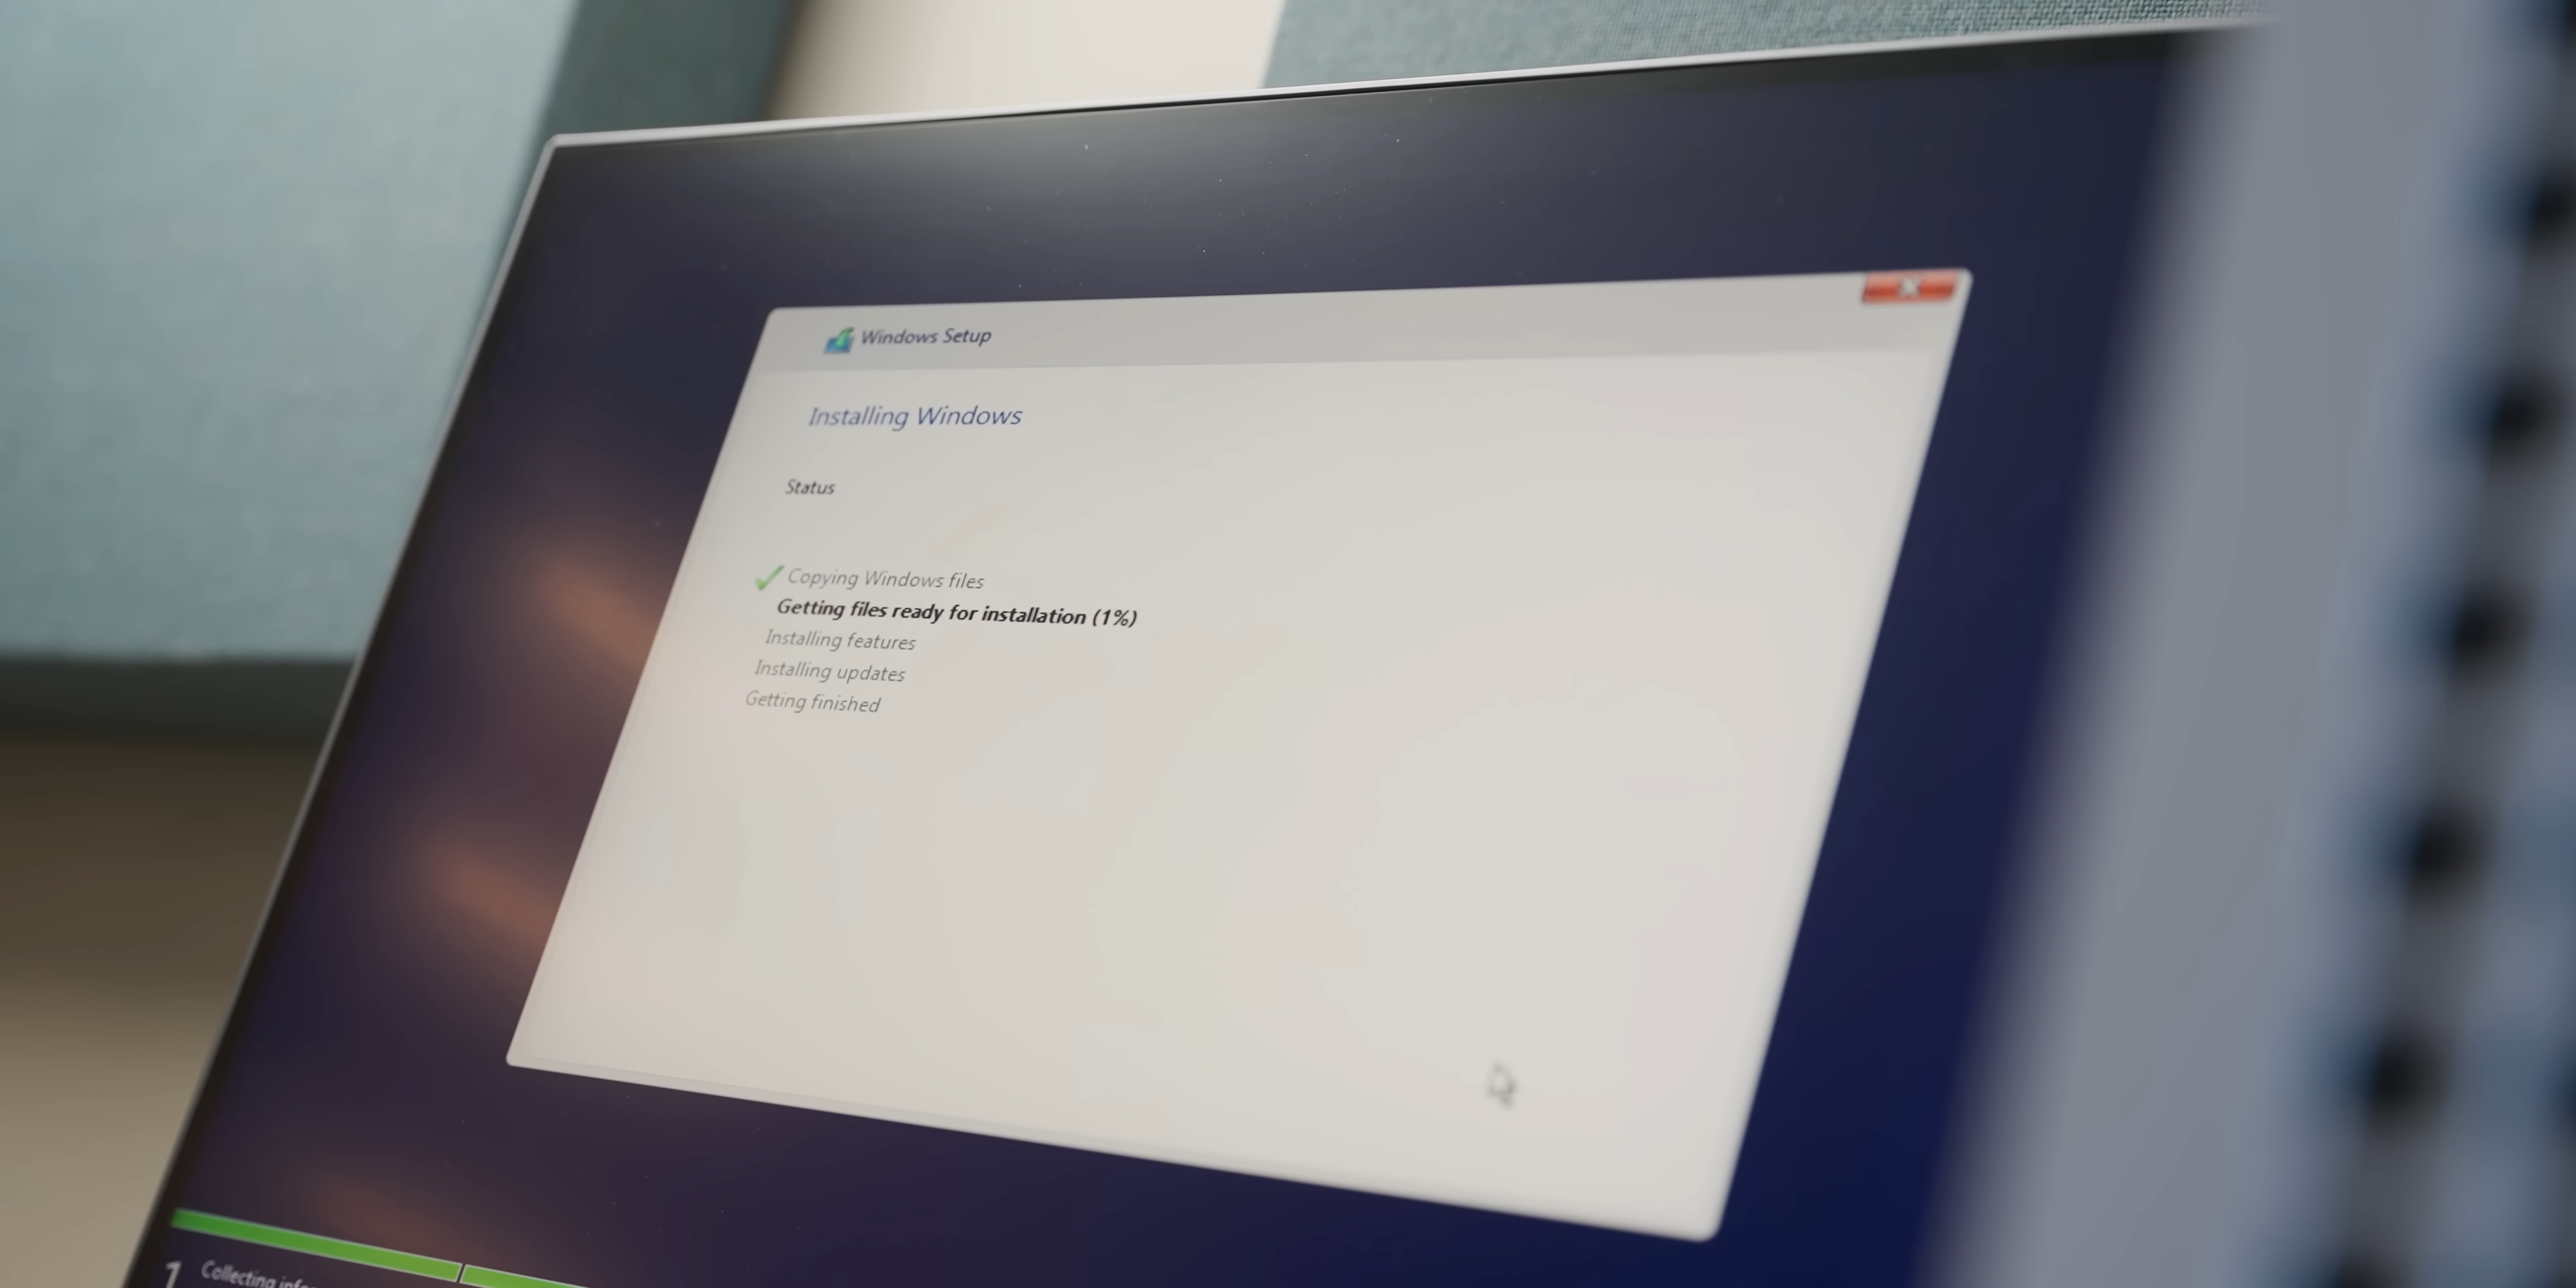 Windows Setup
Installing Windows
Status
Copying Windows files
Getting files ready for installation (1%)
Installing features
Installing updates
Getting finished
1 Collecting